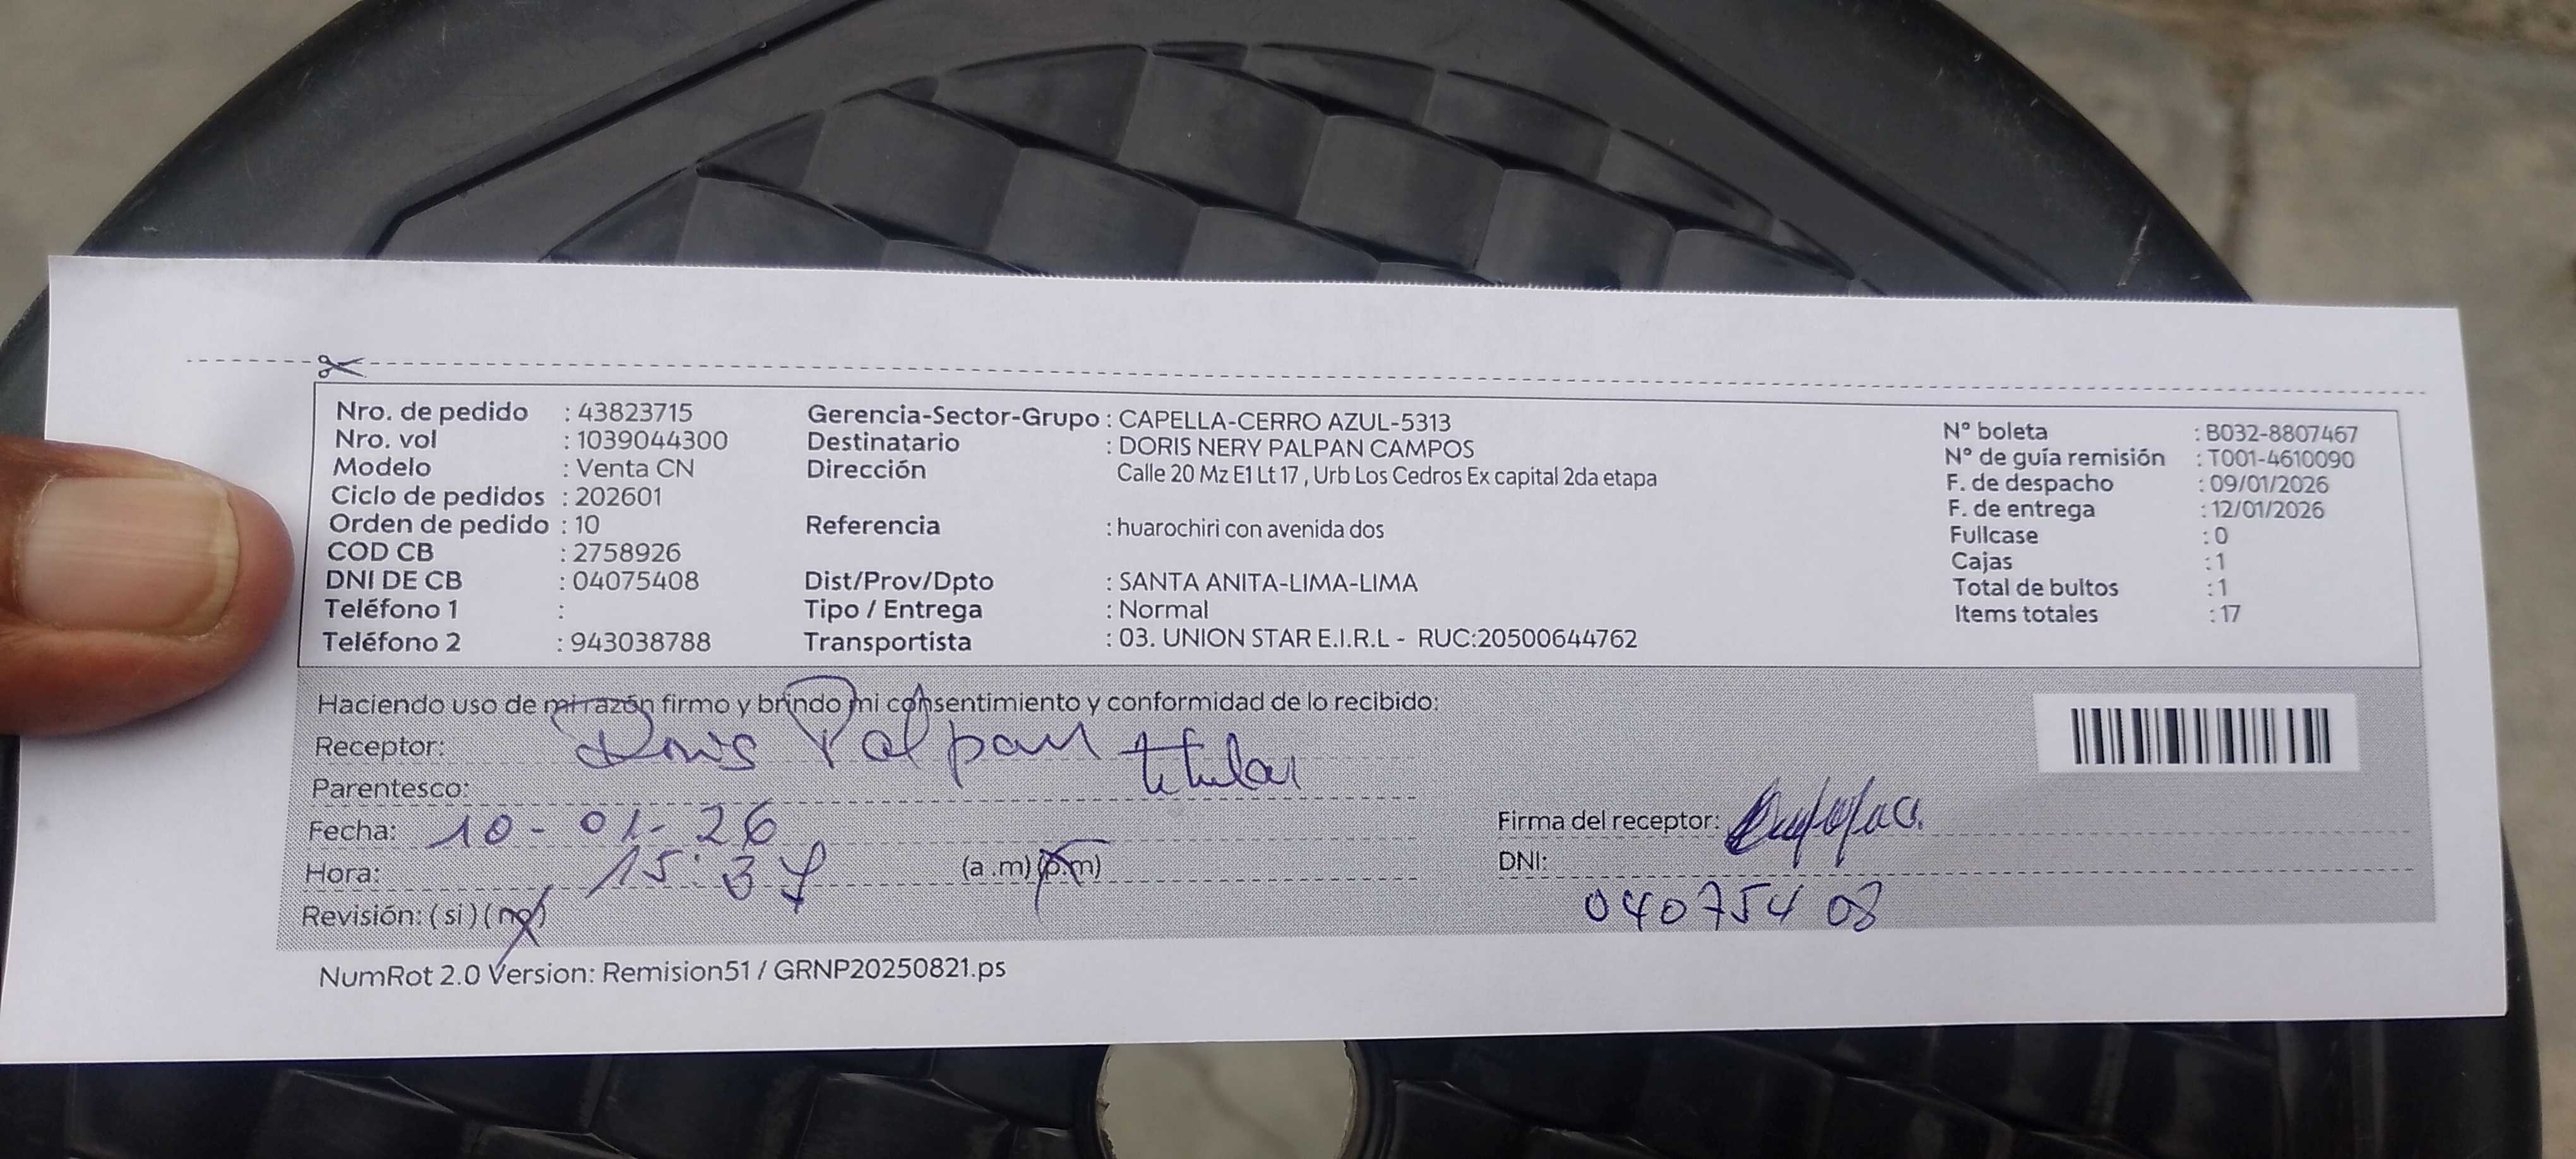 Nro. de pedido : 43823715
Nro. vol : 1039044300
Modelo : Venta CN
Ciclo de pedidos : 202601
Orden de pedido : 10
COD CB : 2758926
DNI DE CB : 04075408
Teléfono 1 :
Teléfono 2 : 943038788
Gerencia-Sector-Grupo : CAPELLA-CERRO AZUL-5313
Destinatario : DORIS NERY PALPAN CAMPOS
Dirección Calle 20 Mz E1 Lt 17 , Urb Los Cedros Ex capital 2da etapa
Referencia : huarochiri con avenida dos
Dist/Prov/Dpto : SANTA ANITA-LIMA-LIMA
Tipo / Entrega : Normal
Transportista : 03. UNION STAR E.I.R.L - RUC:20500644762
N° boleta : B032-8807467
N° de guía remisión : T001-4610090
F. de despacho : 09/01/2026
F. de entrega : 12/01/2026
Fullcase : 0
Cajas : 1
Total de bultos : 1
Items totales : 17
Haciendo uso de mi razón firmo y brindo mi consentimiento y conformidad de lo recibido:
Receptor: Doris Palpan titular
Parentesco:
Fecha: 10-01-26
Hora: 15:37 (a .m) (p.m)
Revisión: (si) (no)
Firma del receptor:
DNI: 04075408
NumRot 2.0 Version: Remision51 / GRNP20250821.ps